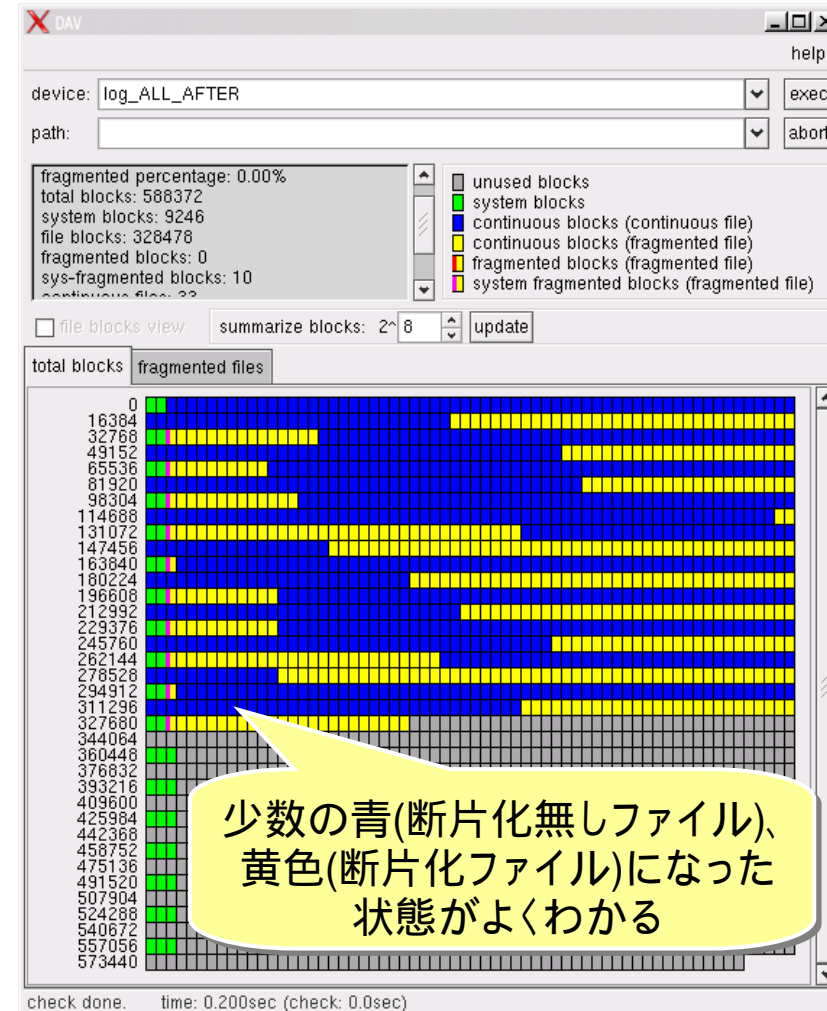 DAV
help
device: log_ALL_AFTER exec
path: abort
fragmented percentage: 0.00%
total blocks: 588372
system blocks: 9246
file blocks: 328478
fragmented blocks: 0
sys-fragmented blocks: 10
continuous files: 33
unused blocks
system blocks
continuous blocks (continuous file)
continuous blocks (fragmented file)
fragmented blocks (fragmented file)
system fragmented blocks (fragmented file)
file blocks view summarize blocks: 2^ 8 update
total blocks fragmented files
0
16384
32768
49152
65536
81920
98304
114688
131072
147456
163840
180224
196608
212992
229376
245760
262144
278528
294912
311296
327680
344064
360448
376832
393216
409600
425984
442368
458752
475136
491520
507904
524288
540672
557056
573440
少数の青(断片化無しファイル)、
黄色(断片化ファイル)になった
状態がよくわかる
check done. time: 0.200sec (check: 0.0sec)